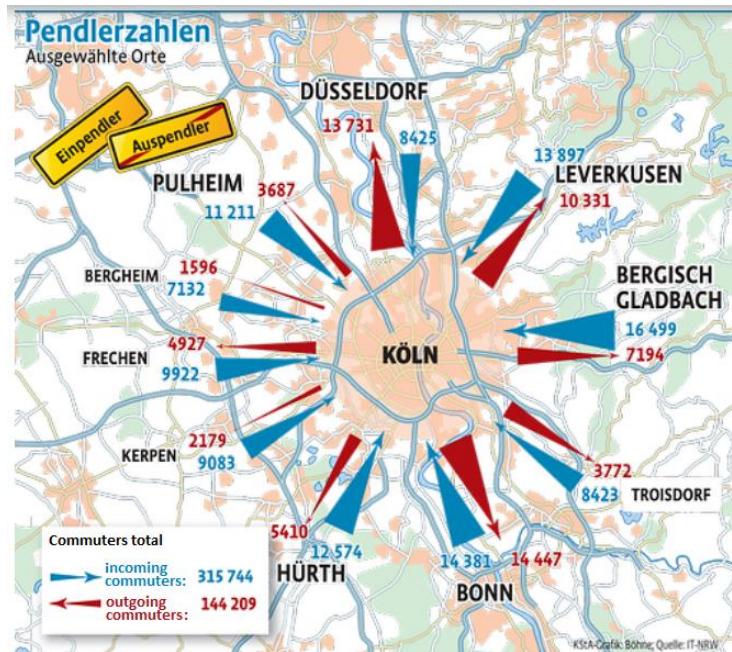 Pendlerzahlen
Ausgewählte Orte
Einpendler
Auspendler
DÜSSELDORF
13 731
8425
13 897
LEVERKUSEN
10 331
PULHEIM
3687
11 211
BERGHEIM
1596
7132
BERGISCH
GLADBACH
16 499
7194
FRECHEN
4927
9922
KÖLN
KERPEN
2179
9083
3772
8423
TROISDORF
5410
12 574
HÜRTH
14 381
14 447
BONN
Commuters total
incoming
commuters: 315 744
outgoing
commuters: 144 209
KStA-Grafik: Böhne; Quelle: IT-NRW